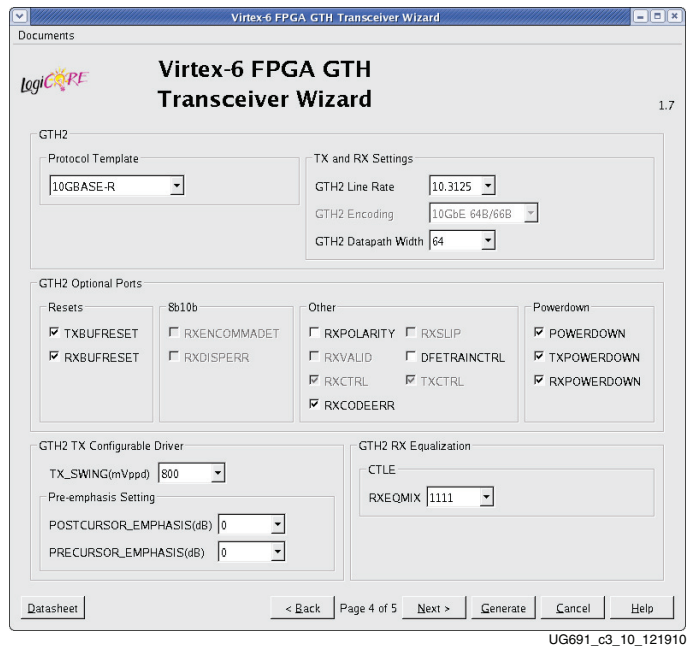 Virtex-6 FPGA GTH Transceiver Wizard
Documents
LogiCORE
Virtex-6 FPGA GTH
Transceiver Wizard
1.7
GTH2
Protocol Template
10GBASE-R
TX and RX Settings
GTH2 Line Rate 10.3125
GTH2 Encoding 10GbE 64B/66B
GTH2 Datapath Width 64
GTH2 Optional Ports
Resets
TXBUFRESET
RXBUFRESET
8b10b
RXENCOMMADET
RXDISPERR
Other
RXPOLARITY RXSLIP
RXVALID DFETRAINCTRL
RXCTRL TXCTRL
RXCODEERR
Powerdown
POWERDOWN
TXPOWERDOWN
RXPOWERDOWN
GTH2 TX Configurable Driver
TX_SWING(mVppd) 800
Pre-emphasis Setting
POSTCURSOR_EMPHASIS(dB) 0
PRECURSOR_EMPHASIS(dB) 0
GTH2 RX Equalization
CTLE
RXEQMIX 1111
Datasheet < Back Page 4 of 5 Next > Generate Cancel Help
UG691_c3_10_121910